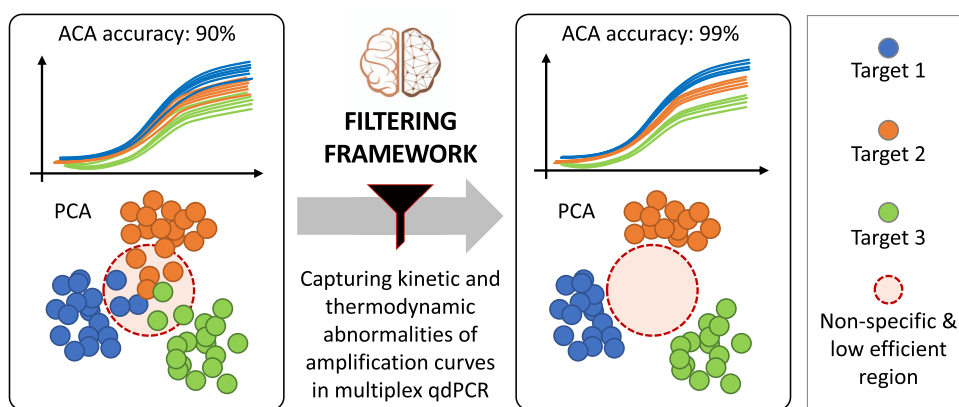 ACA accuracy: 90%
PCA
FILTERING
FRAMEWORK
Capturing kinetic and
thermodynamic
abnormalities of
amplification curves
in multiplex qdPCR
ACA accuracy: 99%
PCA
Target 1
Target 2
Target 3
Non-specific &
low efficient
region